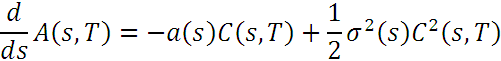 d/ds A(s,T) = −a(s)C(s,T) + 1/2 σ²(s)C²(s,T)